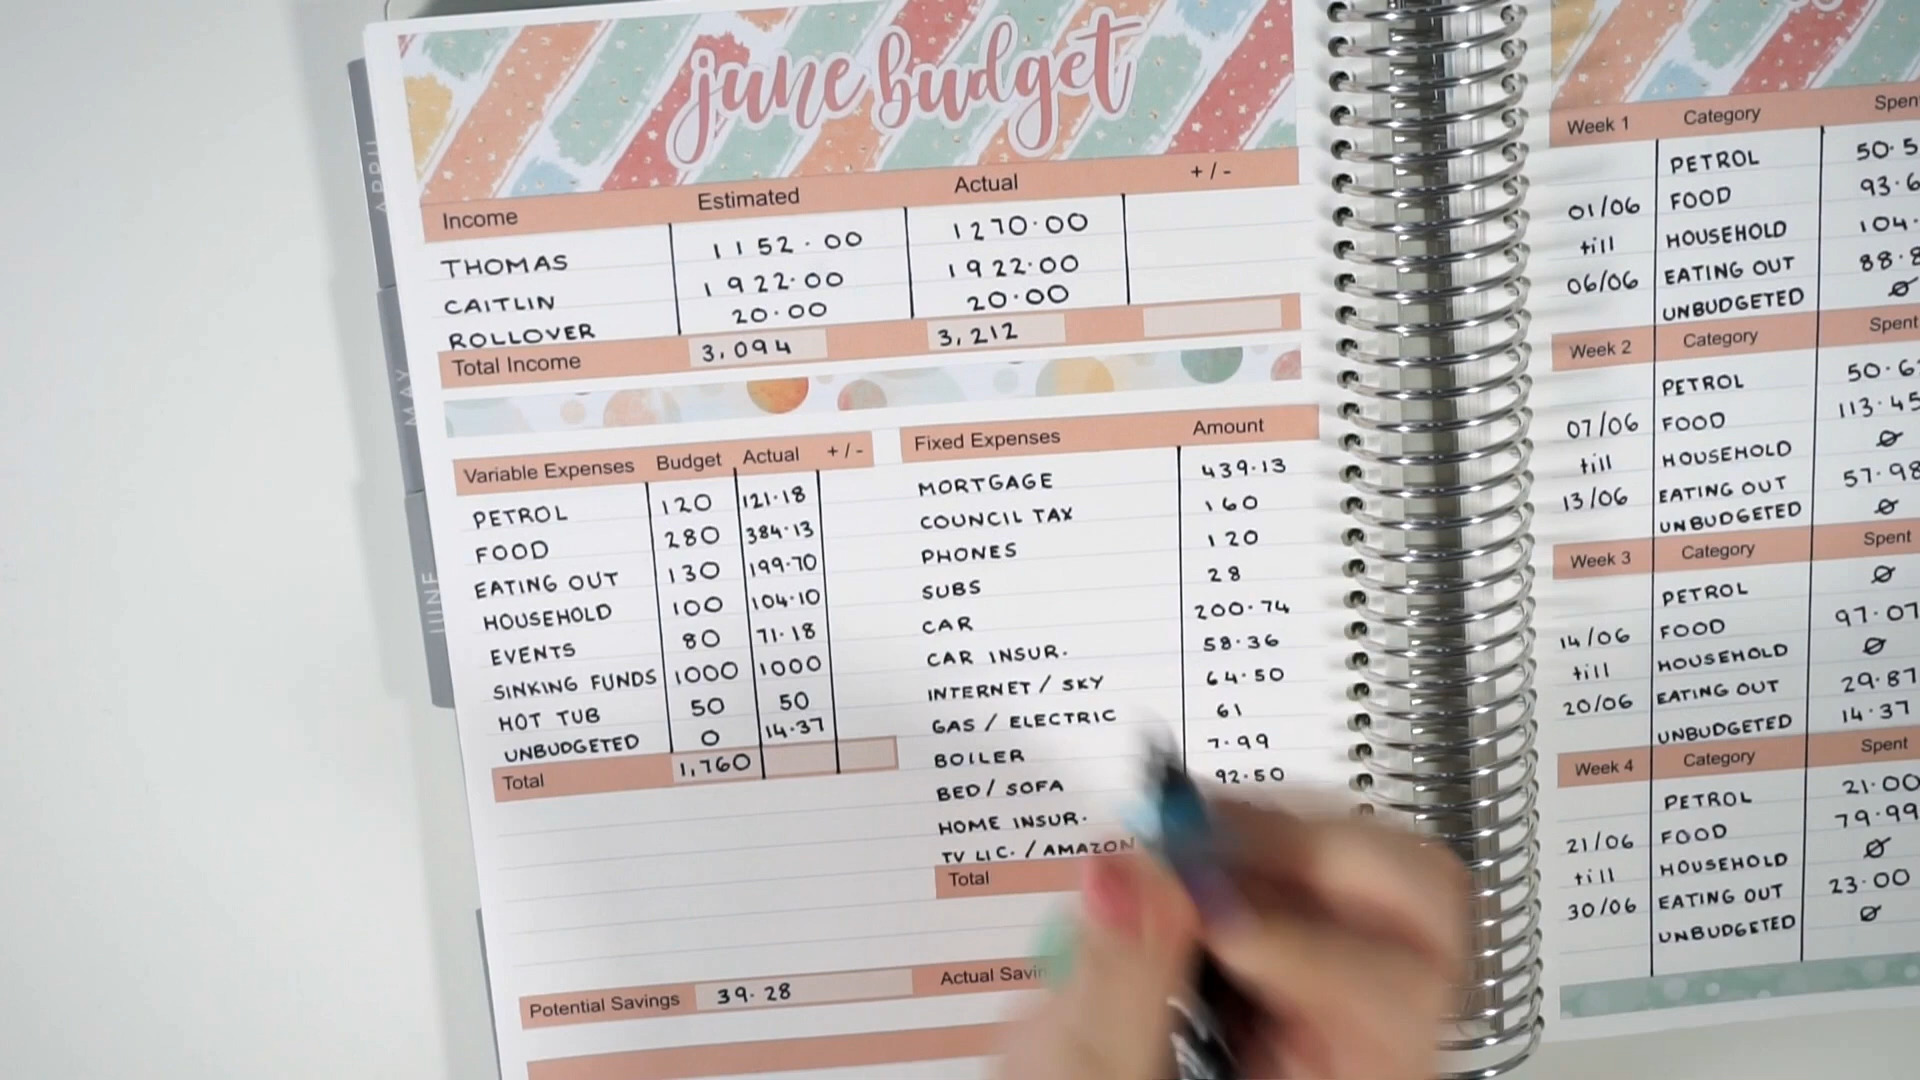 june budget
Income Estimated Actual + / -
THOMAS 1152.00 1270.00
CAITLIN 1922.00 1922.00
ROLLOVER 20.00 20.00
Total Income 3,094 3,212
Variable Expenses Budget Actual + / -
PETROL 120 121.18
FOOD 280 384.13
EATING OUT 130 199.70
HOUSEHOLD 100 104.10
EVENTS 80 71.18
SINKING FUNDS 1000 1000
HOT TUB 50 50
UNBUDGETED 0 14.37
Total 1,760
Fixed Expenses Amount
MORTGAGE 439.13
COUNCIL TAX 160
PHONES 120
SUBS 28
CAR 200.74
CAR INSUR. 58.36
INTERNET / SKY 64.50
GAS / ELECTRIC 61
BOILER 7.99
BED / SOFA 92.50
HOME INSUR.
TV LIC. / AMAZON
Total
Potential Savings 39.28 Actual Savin
APRIL
MAY
JUNE
Week 1 Category Spent
PETROL 50.5
01/06 FOOD 93.6
till HOUSEHOLD 104.
06/06 EATING OUT 88.8
UNBUDGETED Ø
Week 2 Category Spent
PETROL 50.6
07/06 FOOD 113.45
till HOUSEHOLD Ø
13/06 EATING OUT 57.98
UNBUDGETED Ø
Week 3 Category Spent
PETROL Ø
14/06 FOOD 97.07
till HOUSEHOLD Ø
20/06 EATING OUT 29.87
UNBUDGETED 14.37
Week 4 Category Spent
PETROL 21.00
21/06 FOOD 79.99
till HOUSEHOLD Ø
30/06 EATING OUT 23.00
UNBUDGETED Ø